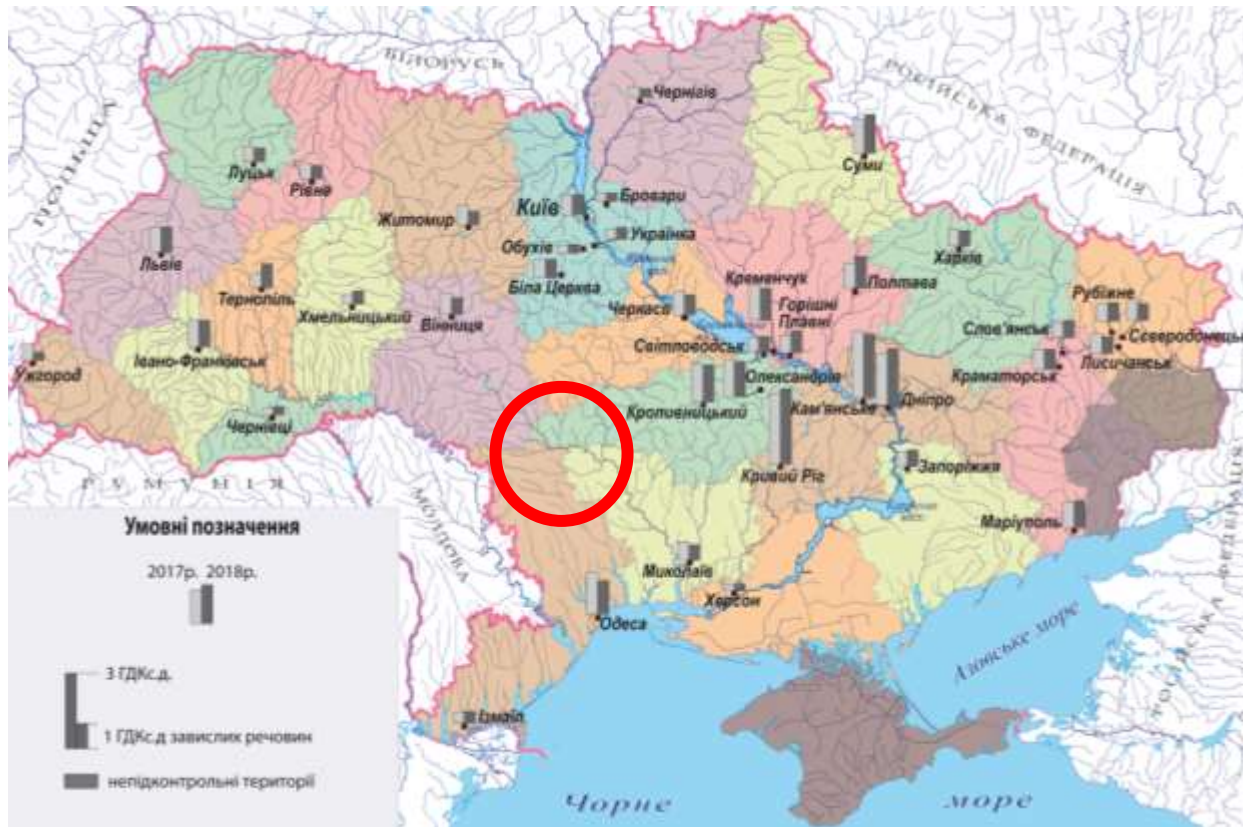 БІЛОРУСЬ
РОСІЙСЬКА ФЕДЕРАЦІЯ
ПОЛЬЩА
Чернігів
Суми
Луцьк
Рівне
Київ
Бровари
Житомир
Українка
Обухів
Харків
Львів
Біла Церква
Кременчук
Полтава
Рубіжне
Тернопіль
Хмельницький
Вінниця
Черкаси
Горішні
Плавні
Слов'янськ
Сєвєродонецьк
Івано-Франківськ
Світловодськ
Лисичанськ
Ужгород
Олександрія
Краматорськ
Чернівці
Кропивницький
Кам'янське
Дніпро
Кривий Ріг
Запоріжжя
РУМУНІЯ
МОЛДОВА
Маріуполь
Умовні позначення
2017р. 2018р.
Миколаїв
Херсон
Одеса
Азовське море
3 ГДКс.д.
1 ГДКс.д завислих речовин
Ізмаїл
непідконтрольні території
Чорне море